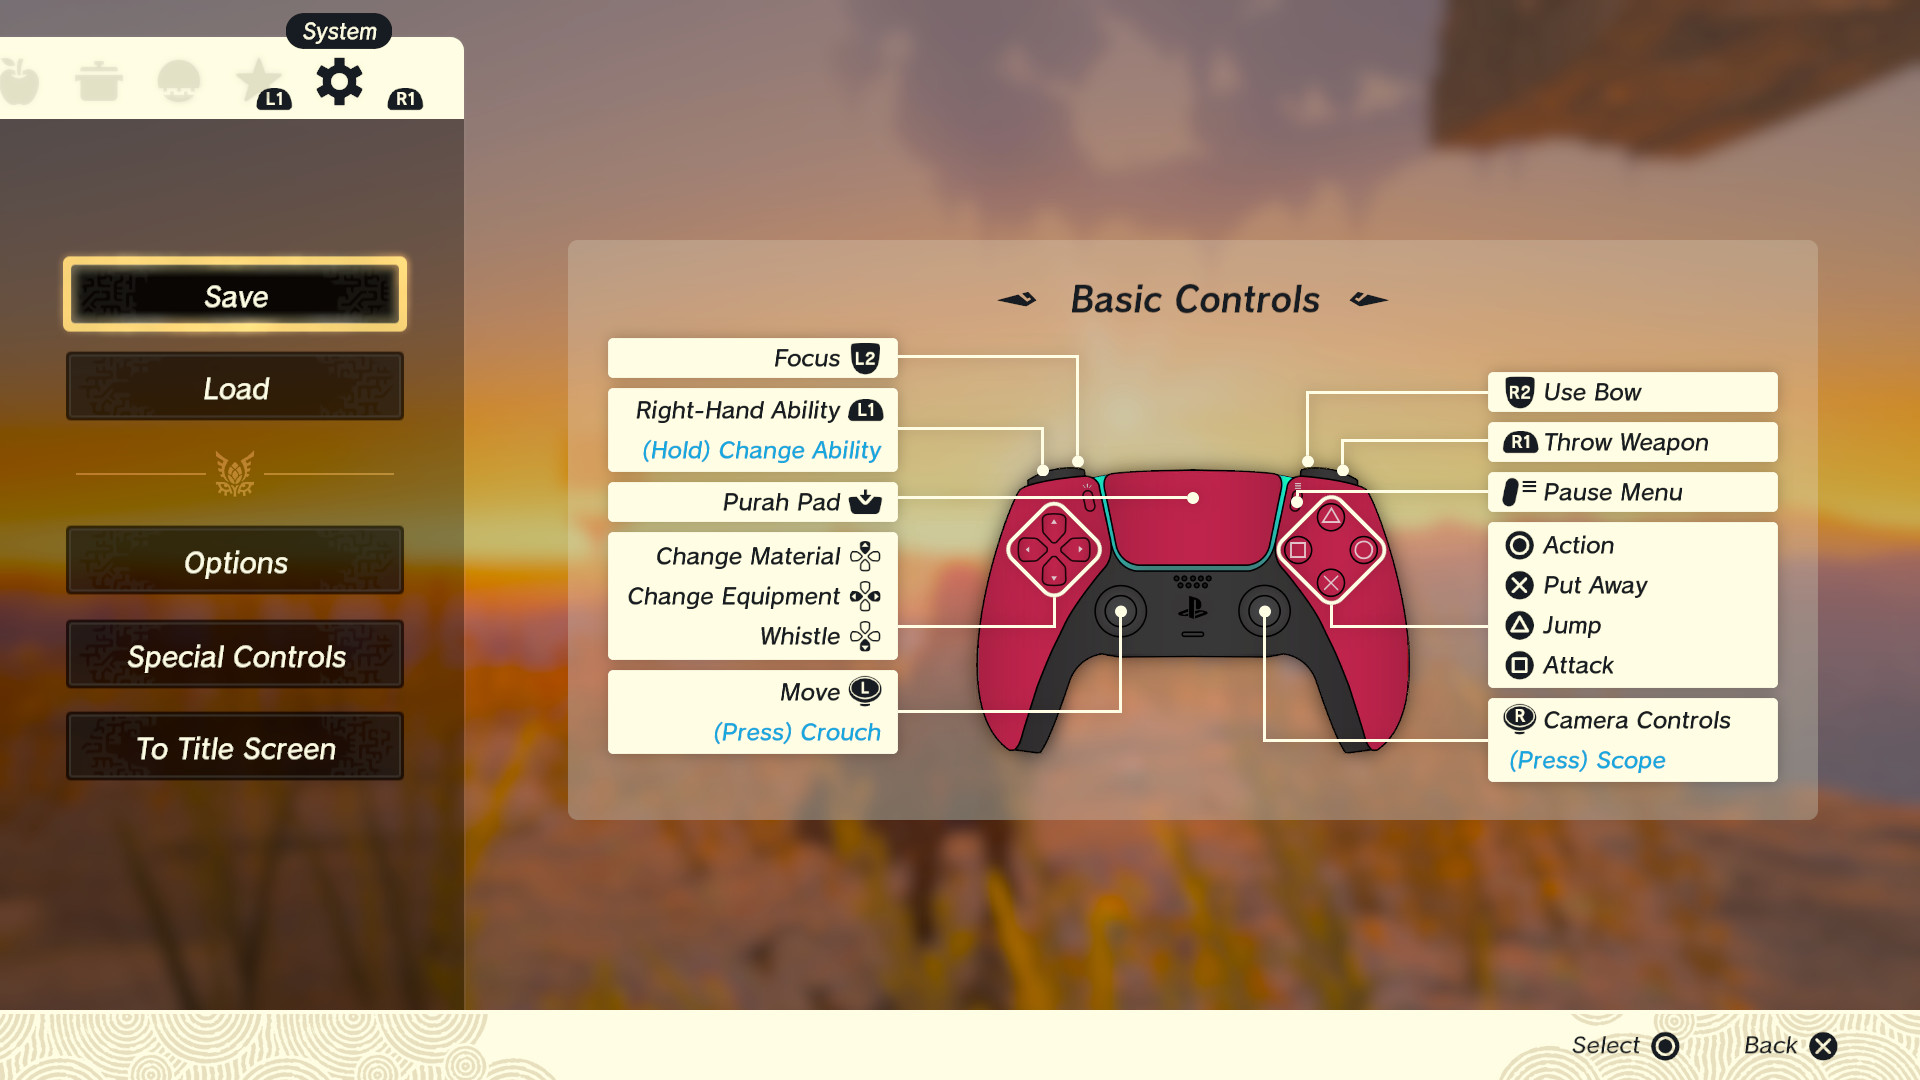 System
L1
R1
Save
Load
Options
Special Controls
To Title Screen
Basic Controls
Focus L2
Right-Hand Ability L1
(Hold) Change Ability
Purah Pad
Change Material
Change Equipment
Whistle
Move L
(Press) Crouch
R2 Use Bow
R1 Throw Weapon
Pause Menu
Action
Put Away
Jump
Attack
R Camera Controls
(Press) Scope
Select
Back